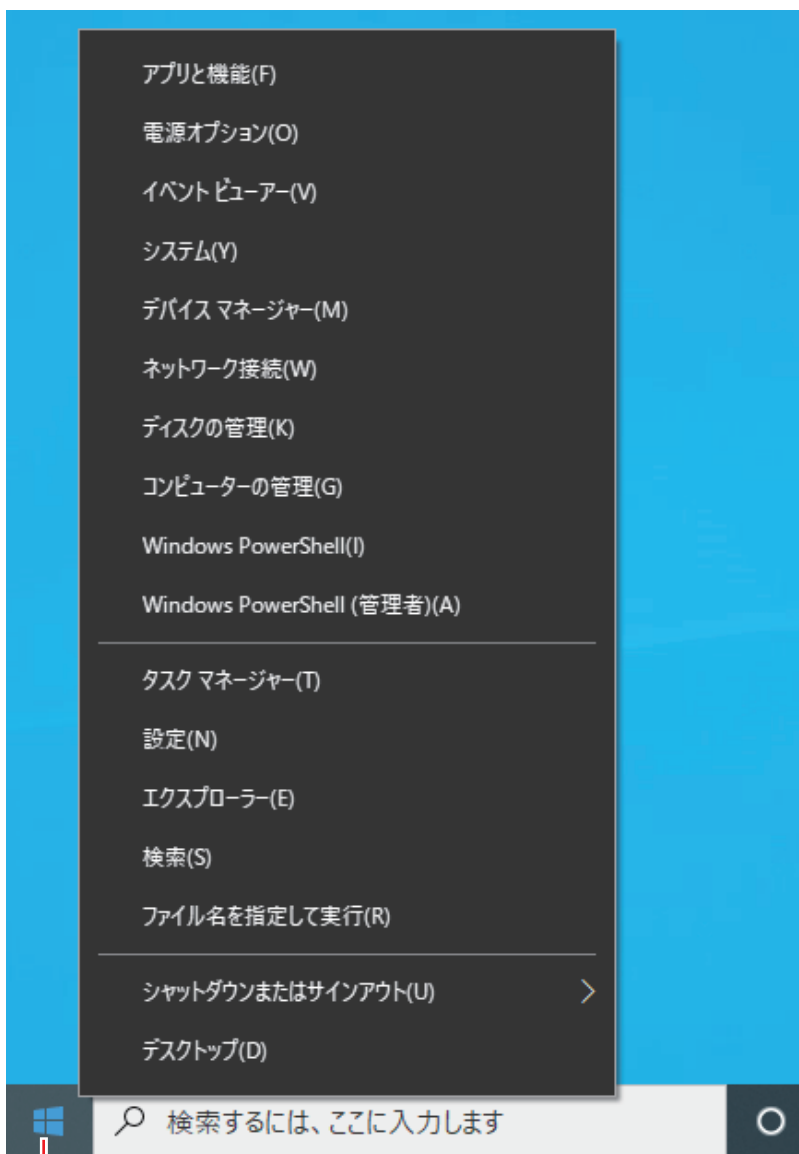 アプリと機能(F)
電源オプション(O)
イベント ビューアー(V)
システム(Y)
デバイス マネージャー(M)
ネットワーク接続(W)
ディスクの管理(K)
コンピューターの管理(G)
Windows PowerShell(I)
Windows PowerShell (管理者)(A)
タスク マネージャー(T)
設定(N)
エクスプローラー(E)
検索(S)
ファイル名を指定して実行(R)
シャットダウンまたはサインアウト(U)
デスクトップ(D)
検索するには、ここに入力します